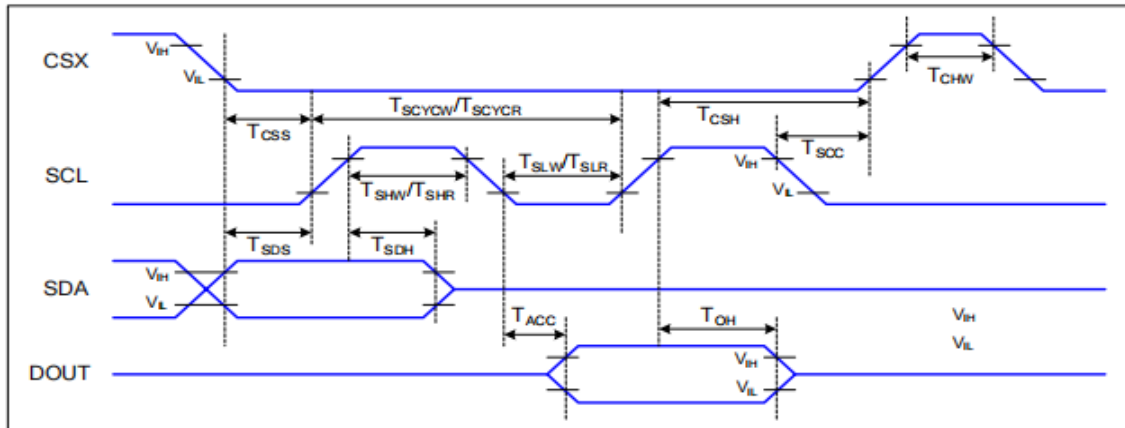 CSX
VIH
VIL
TCHW
TSCYCW/TSCYCR
TCSS
TCSH
TSCC
SCL
TSLW/TSLR
VIH
VIL
TSHW/TSHR
TSDS
TSDH
SDA
VIH
VIL
TACC
TOH
VIH
VIL
DOUT
VIH
VIL